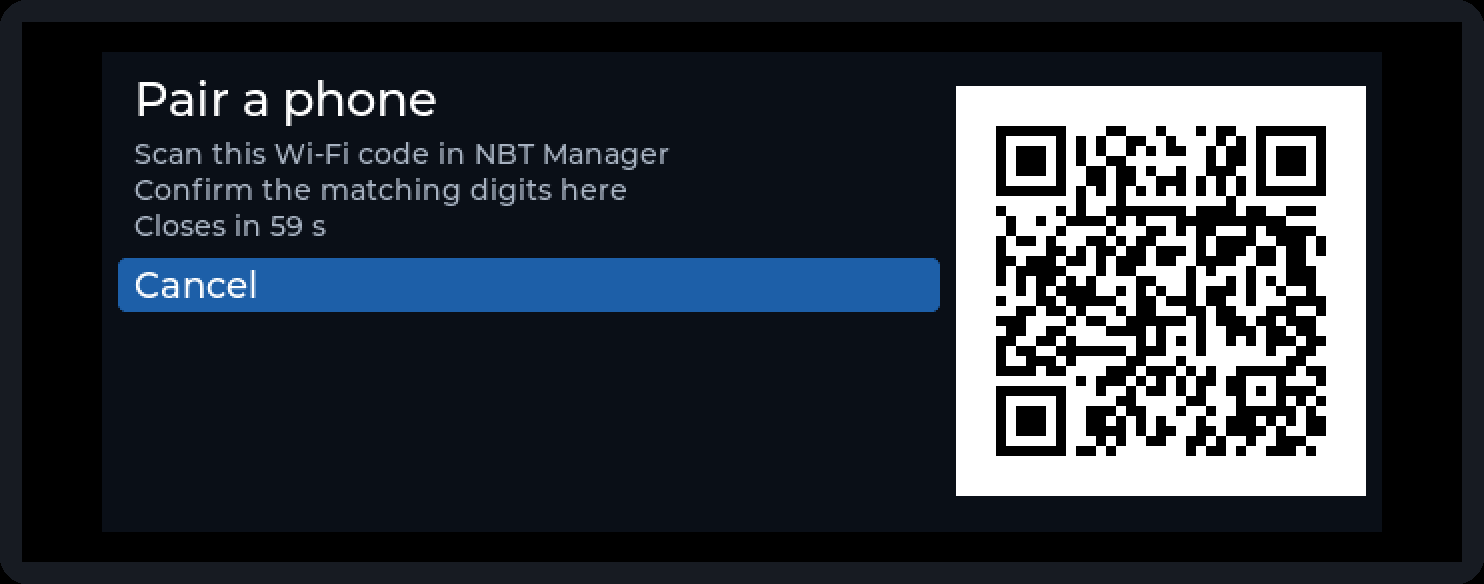 Pair a phone
Scan this Wi-Fi code in NBT Manager
Confirm the matching digits here
Closes in 59 s
Cancel